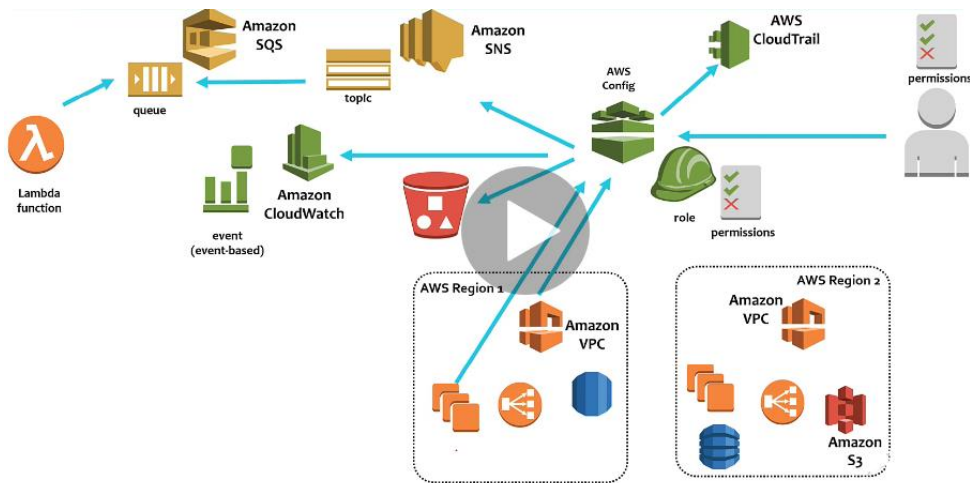 Amazon
SQS
queue
topic
Amazon
SNS
AWS
CloudTrail
AWS
Config
permissions
Lambda
function
event
(event-based)
Amazon
CloudWatch
role
permissions
AWS Region 1
Amazon
VPC
AWS Region 2
Amazon
VPC
Amazon
S3